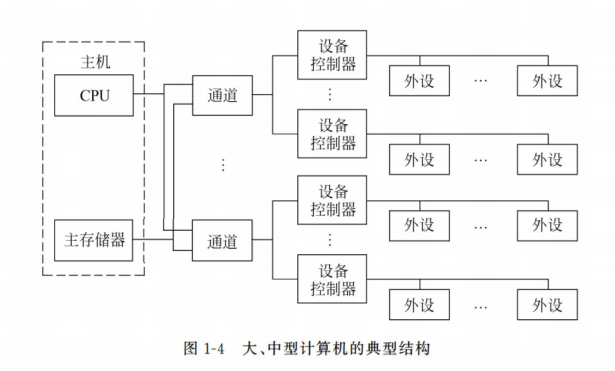 主机
CPU
主存储器
通道
⋮
通道
设备
控制器
⋮
设备
控制器
设备
控制器
⋮
设备
控制器
外设 … 外设
外设 … 外设
外设 … 外设
外设 … 外设
图 1-4 大、中型计算机的典型结构